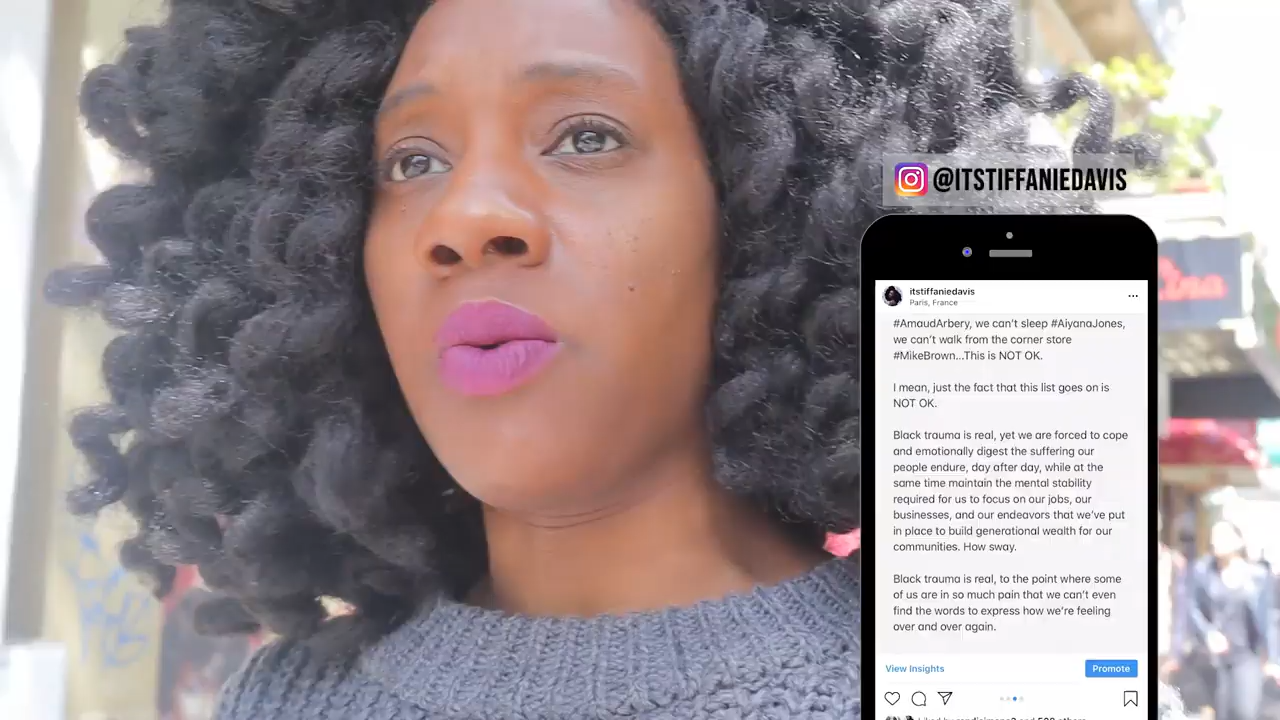 @ITSTIFFANIEDAVIS
itstiffaniedavis
Paris, France
#AmaudArbery, we can't sleep #AiyanaJones,
we can't walk from the corner store
#MikeBrown...This is NOT OK.
I mean, just the fact that this list goes on is
NOT OK.
Black trauma is real, yet we are forced to cope
and emotionally digest the suffering our
people endure, day after day, while at the
same time maintain the mental stability
required for us to focus on our jobs, our
businesses, and our endeavors that we've put
in place to build generational wealth for our
communities. How sway.
Black trauma is real, to the point where some
of us are in so much pain that we can't even
find the words to express how we're feeling
over and over again.
View Insights
Promote